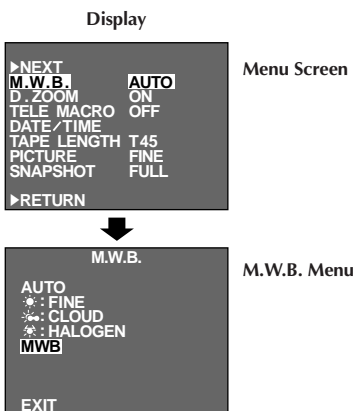 Display
▶NEXT
M.W.B. AUTO
D.ZOOM ON
TELE MACRO OFF
DATE/TIME
TAPE LENGTH T45
PICTURE FINE
SNAPSHOT FULL
▶RETURN
Menu Screen
M.W.B.
AUTO
: FINE
: CLOUD
: HALOGEN
MWB
EXIT
M.W.B. Menu